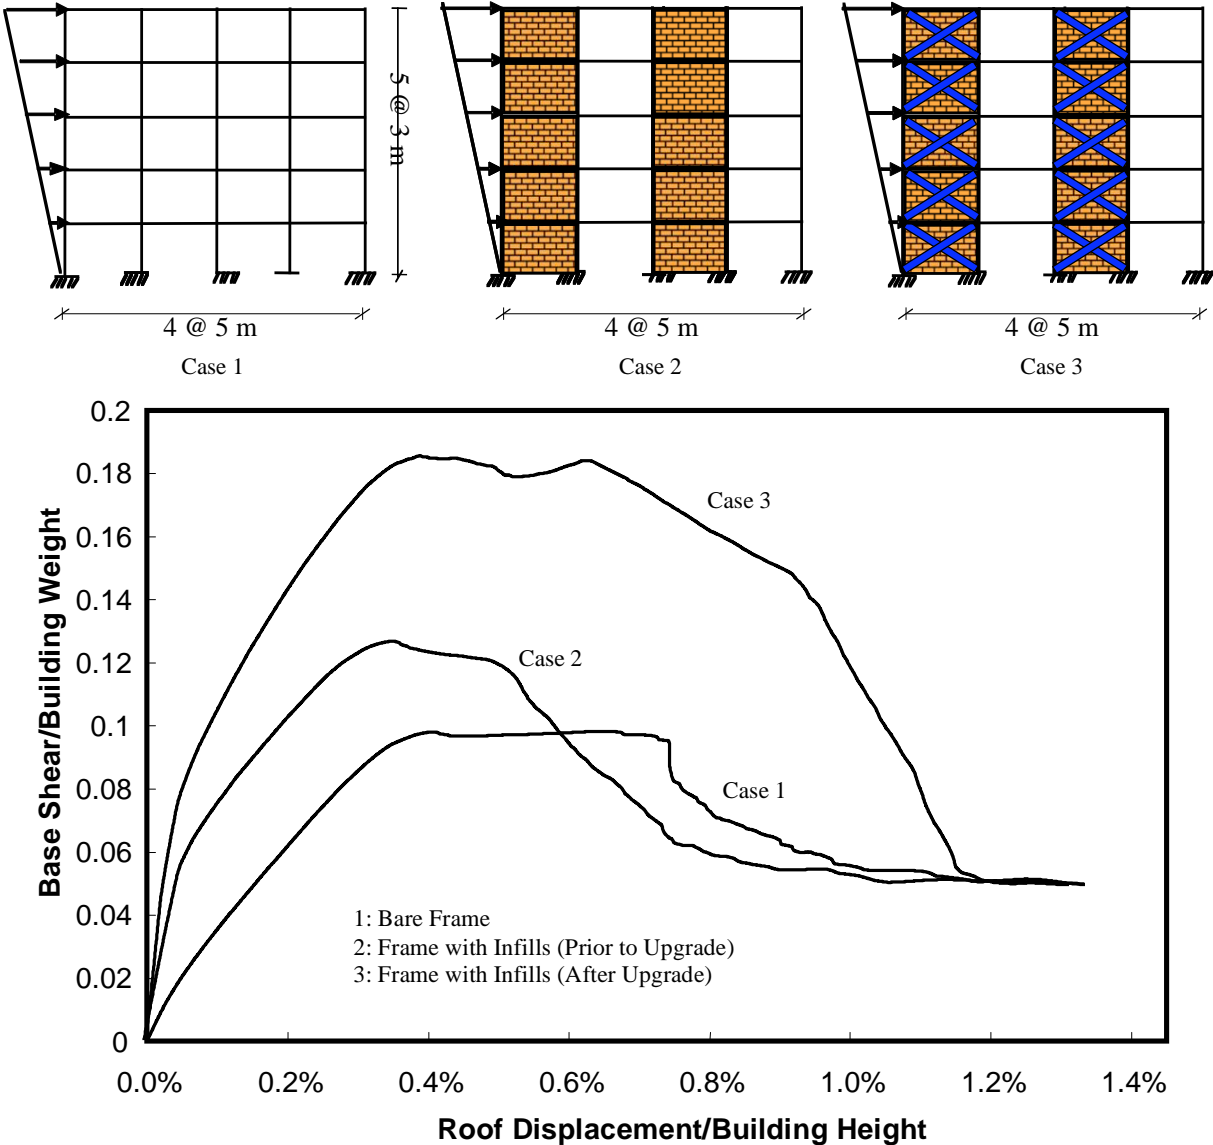 5 @ 3 m
4 @ 5 m
4 @ 5 m
4 @ 5 m
Case 1
Case 2
Case 3
0.2
0.18
0.16
0.14
0.12
0.1
0.08
0.06
0.04
0.02
0
Base Shear/Building Weight
Case 3
Case 2
Case 1
1: Bare Frame
2: Frame with Infills (Prior to Upgrade)
3: Frame with Infills (After Upgrade)
0.0% 0.2% 0.4% 0.6% 0.8% 1.0% 1.2% 1.4%
Roof Displacement/Building Height